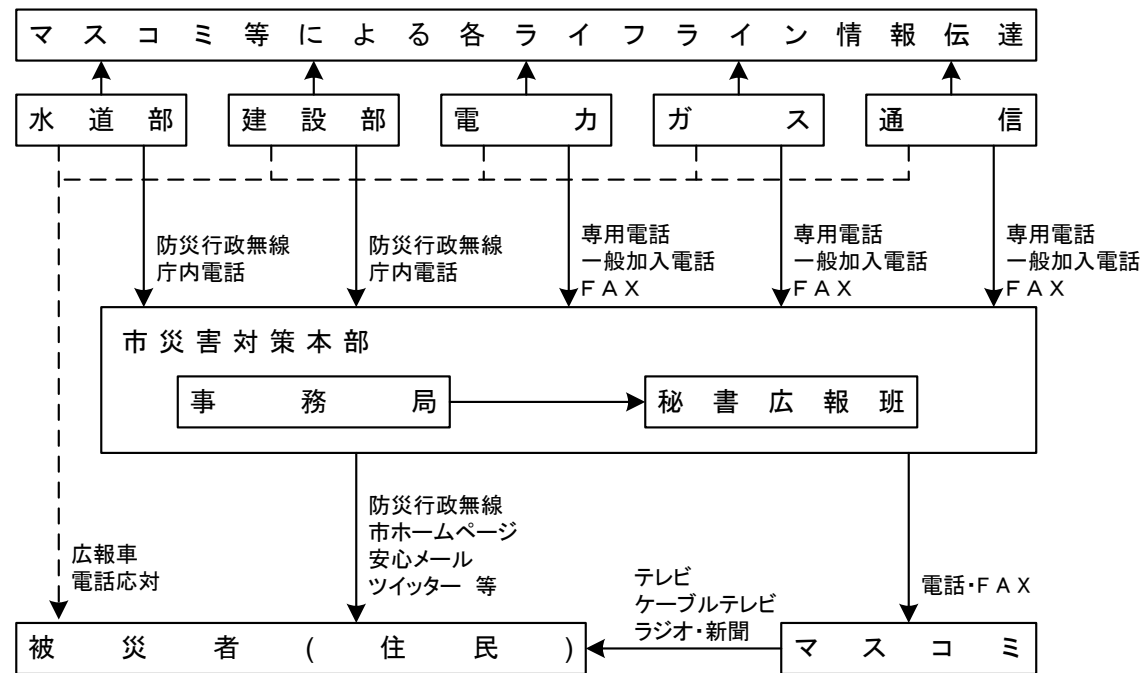 マスコミ等による各ライフライン情報伝達
水道部
建設部
電力
ガス
通信
防災行政無線
庁内電話
防災行政無線
庁内電話
専用電話
一般加入電話
ＦＡＸ
専用電話
一般加入電話
ＦＡＸ
専用電話
一般加入電話
ＦＡＸ
市災害対策本部
事務局
秘書広報班
防災行政無線
市ホームページ
安心メール
ツイッター 等
広報車
電話応対
テレビ
ケーブルテレビ
ラジオ・新聞
電話・ＦＡＸ
被災者(住民)
マスコミ